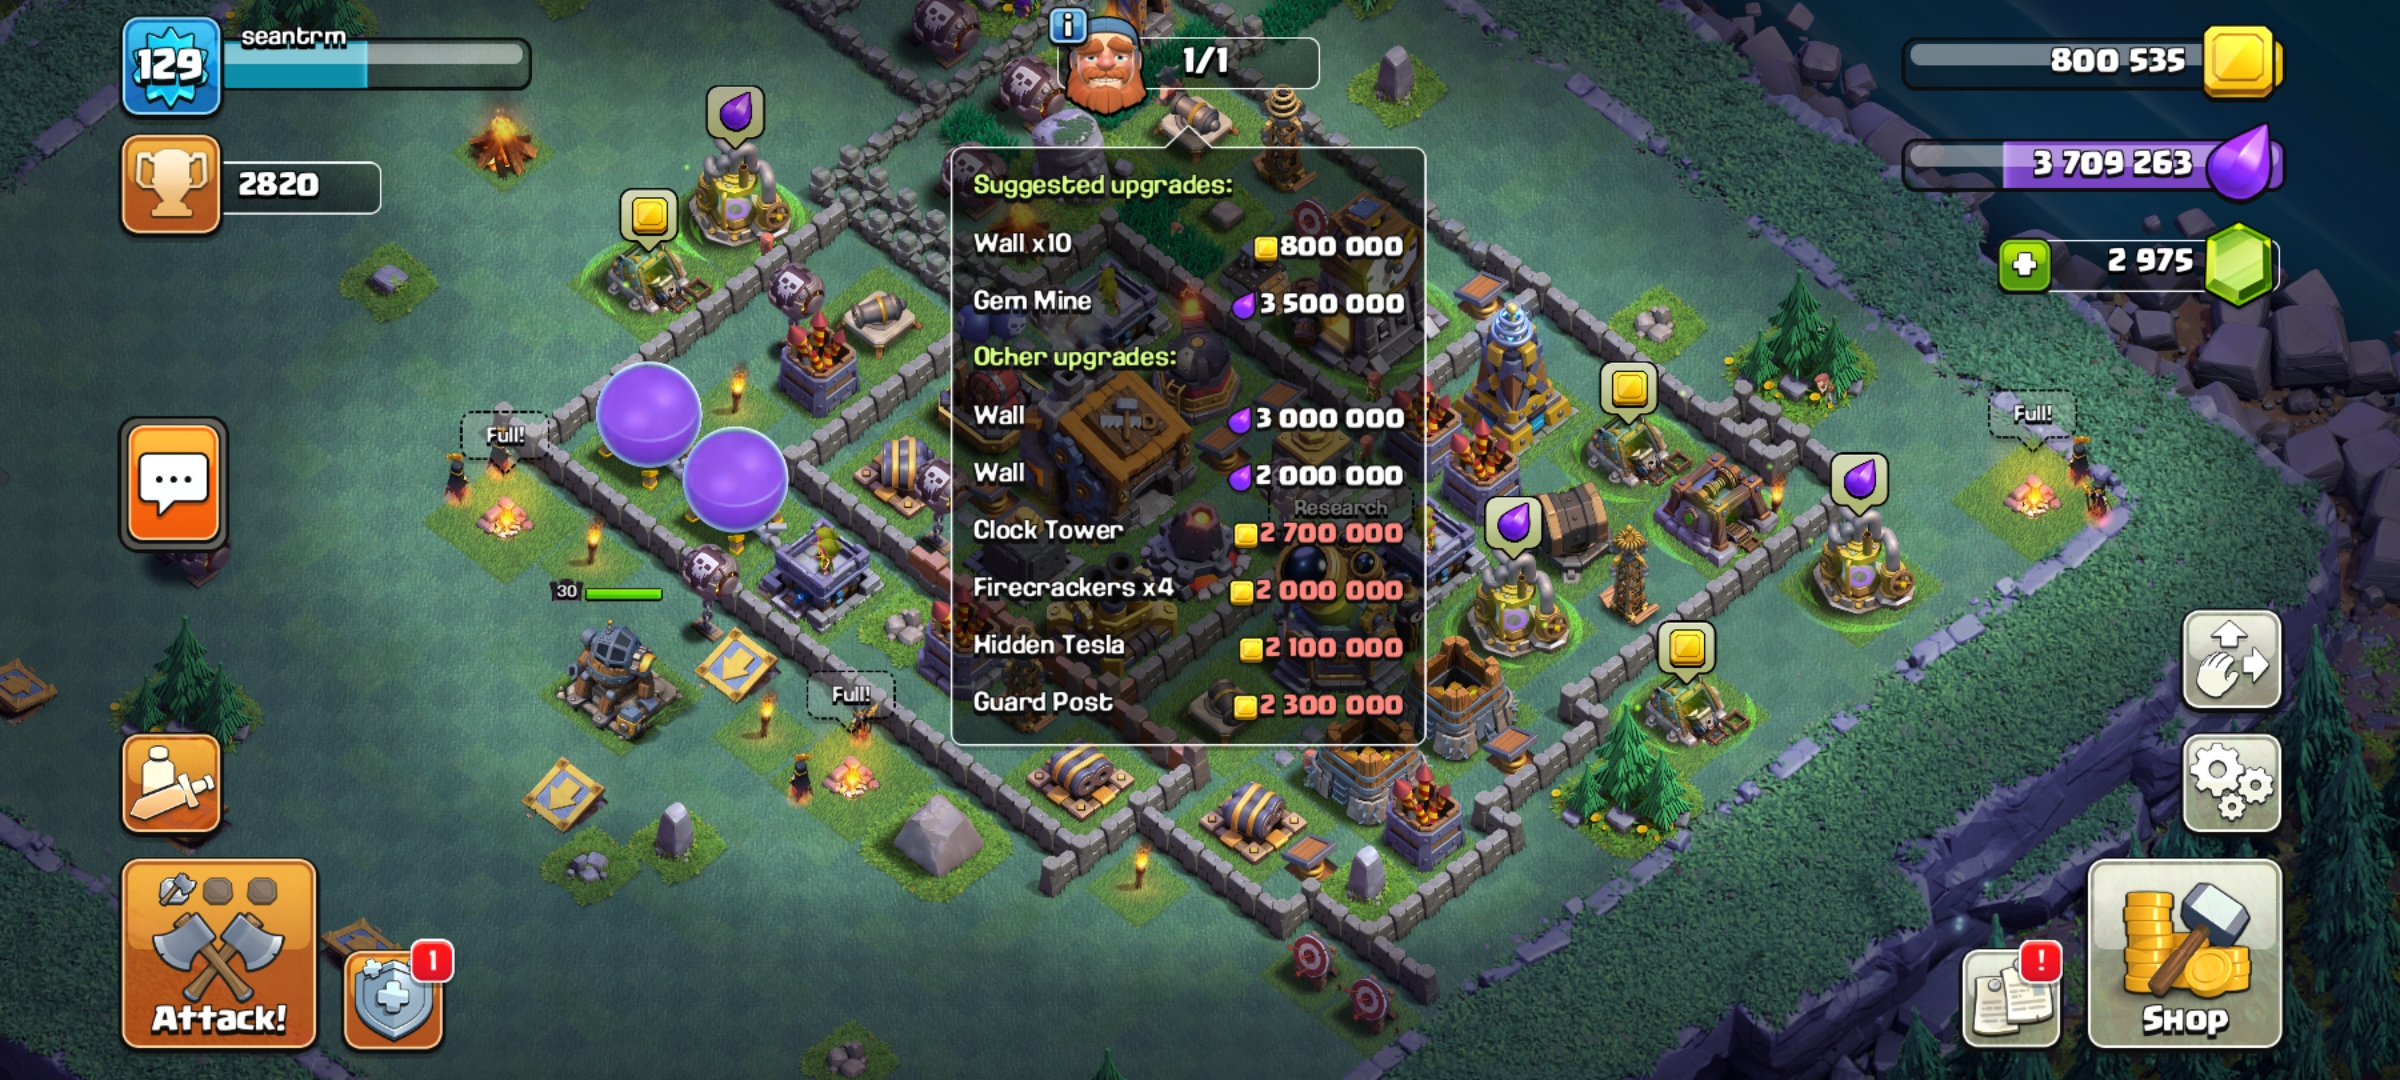 129
seantrm
1/1
800 535
2820
3 709 263
2 975
Suggested upgrades:
Wall x10 800 000
Gem Mine 3 500 000
Other upgrades:
Wall 3 000 000
Wall 2 000 000
Research
Clock Tower 2 700 000
Firecrackers x4 2 000 000
Hidden Tesla 2 100 000
Guard Post 2 300 000
Full!
Full!
30
Full!
Attack!
1
!
Shop